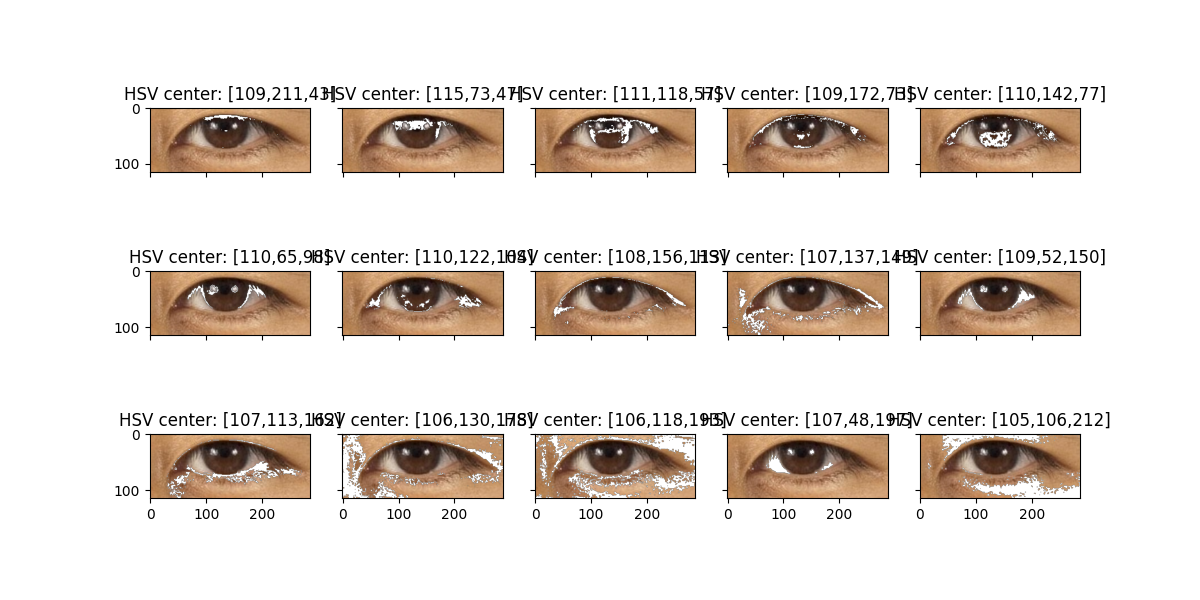 HSV center: [109,211,43]
HSV center: [115,73,47]
HSV center: [111,118,57]
HSV center: [109,172,73]
HSV center: [110,142,77]
0
100
HSV center: [110,65,98]
HSV center: [110,122,104]
HSV center: [108,156,113]
HSV center: [107,137,149]
HSV center: [109,52,150]
0
100
HSV center: [107,113,162]
HSV center: [106,130,178]
HSV center: [106,118,193]
HSV center: [107,48,197]
HSV center: [105,106,212]
0
100
0 100 200
0 100 200
0 100 200
0 100 200
0 100 200